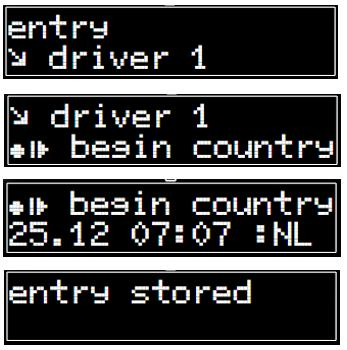 entry
↘ driver 1
↘ driver 1
●I▶ begin country
●I▶ begin country
25.12 07:07 :NL
entry stored